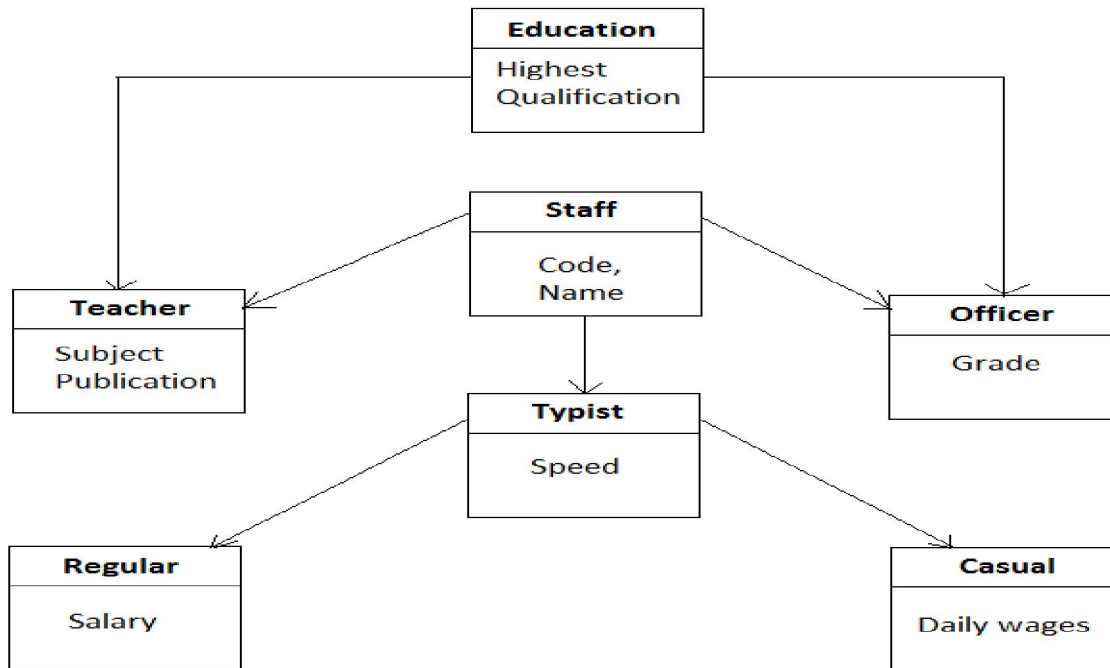 Education
Highest
Qualification
Staff
Code,
Name
Teacher
Subject
Publication
Officer
Grade
Typist
Speed
Regular
Salary
Casual
Daily wages